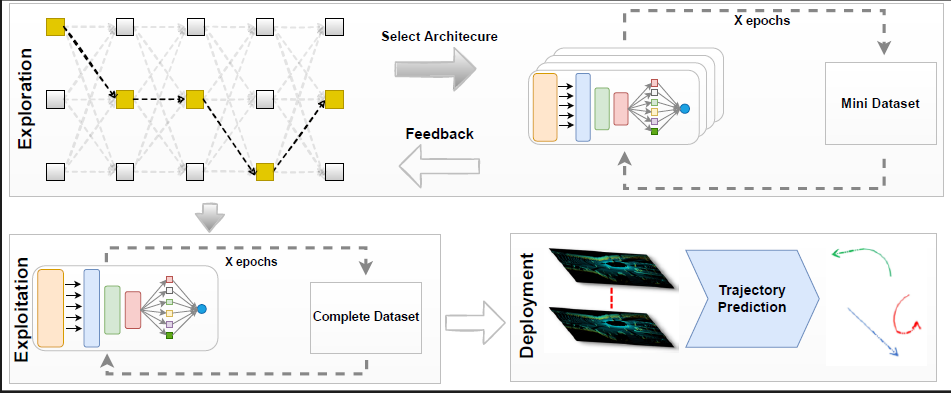 Exploration
Select Architecure
Feedback
X epochs
Mini Dataset
Exploitation
X epochs
Complete Dataset
Deployment
Trajectory
Prediction